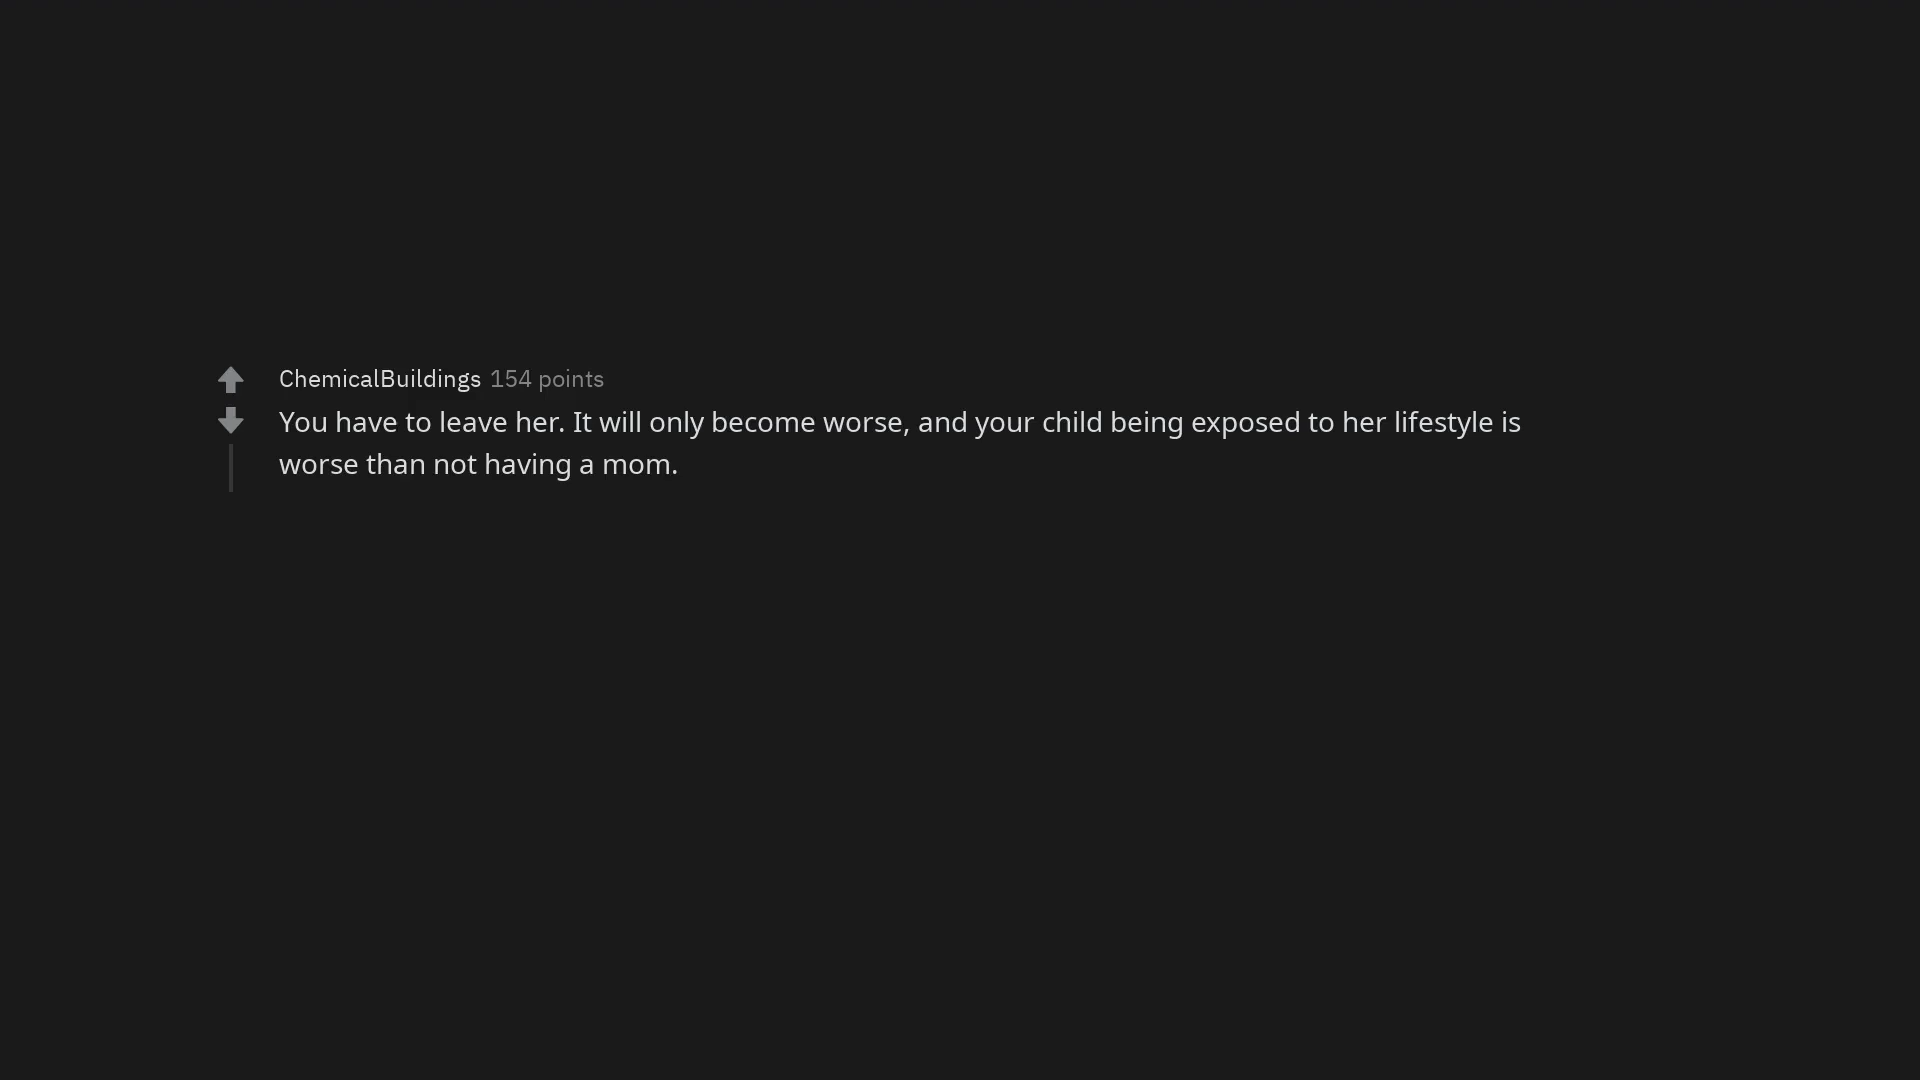 ChemicalBuildings 154 points
You have to leave her. It will only become worse, and your child being exposed to her lifestyle is
worse than not having a mom.